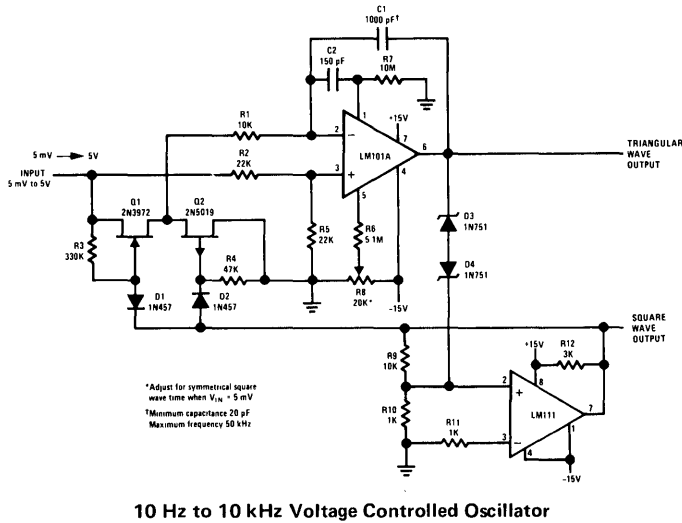 C1
1000 pF†
C2
150 pF
R7
10M
R1
10K
+15V
1
2
−
7
LM101A
6
TRIANGULAR
WAVE
OUTPUT
5 mV → 5V
INPUT
5 mV to 5V
R2
22K
3
+
4
5
Q1
2N3972
Q2
2N5019
R3
330K
R4
47K
R5
22K
R6
5 1M
R8
20K*
−15V
D3
1N751
D4
1N751
D1
1N457
D2
1N457
SQUARE
WAVE
OUTPUT
R9
10K
+15V
R12
3K
2
+
8
LM111
7
R10
1K
R11
1K
3
−
4
1
−15V
*Adjust for symmetrical square
wave time when VIN = 5 mV
†Minimum capacitance 20 pF
Maximum frequency 50 kHz
10 Hz to 10 kHz Voltage Controlled Oscillator